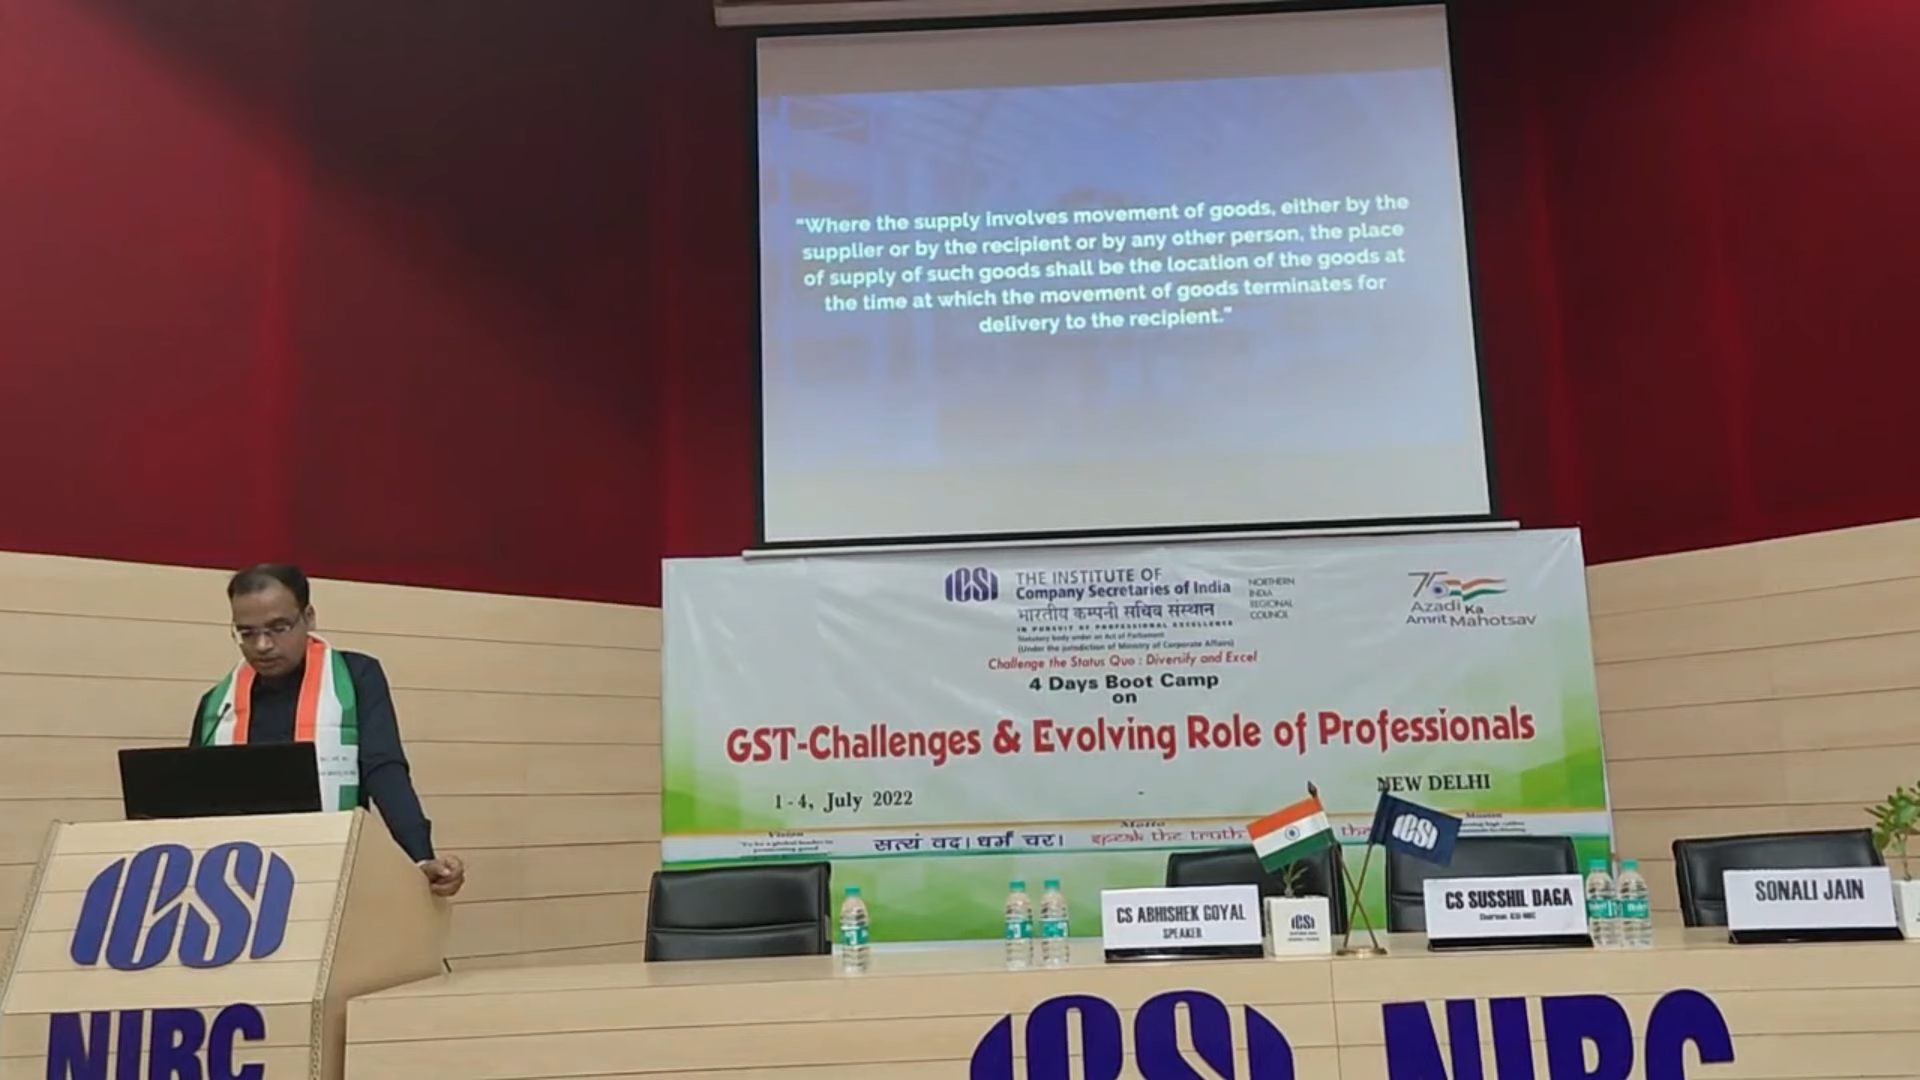 "Where the supply involves movement of goods, either by the
supplier or by the recipient or by any other person, the place
of supply of such goods shall be the location of the goods at
the time at which the movement of goods terminates for
delivery to the recipient."
ICSI
THE INSTITUTE OF
Company Secretaries of India
भारतीय कम्पनी सचिव संस्थान
IN PURSUIT OF PROFESSIONAL EXCELLENCE
Statutory body under an Act of Parliament
(Under the jurisdiction of Ministry of Corporate Affairs)
NORTHERN
INDIA
REGIONAL
COUNCIL
75
Azadi Ka
Amrit Mahotsav
Challenge the Status Quo : Diversify and Excel
4 Days Boot Camp
on
GST-Challenges & Evolving Role of Professionals
1 - 4, July 2022
NEW DELHI
Vision
Motto
Mission
सत्यं वद। धर्मं चर।
speak the truth
the
ICSI
CS ABHISHEK GOYAL
SPEAKER
ICSI
CS SUSSHIL DAGA
SONALI JAIN
ICSI
NIRC
ICSI NIRC